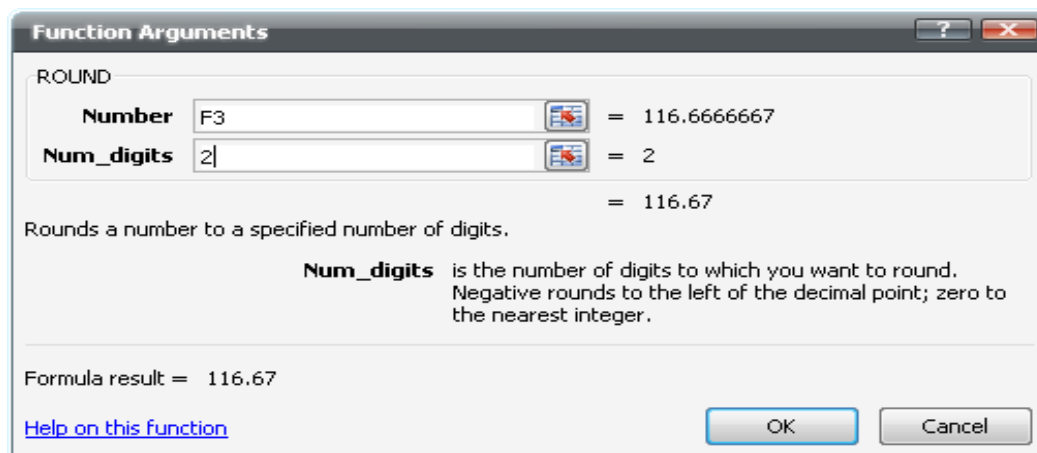 Function Arguments ?
ROUND
Number F3 = 116.6666667
Num_digits 2 = 2
= 116.67
Rounds a number to a specified number of digits.
Num_digits is the number of digits to which you want to round.
Negative rounds to the left of the decimal point; zero to
the nearest integer.
Formula result = 116.67
Help on this function OK Cancel